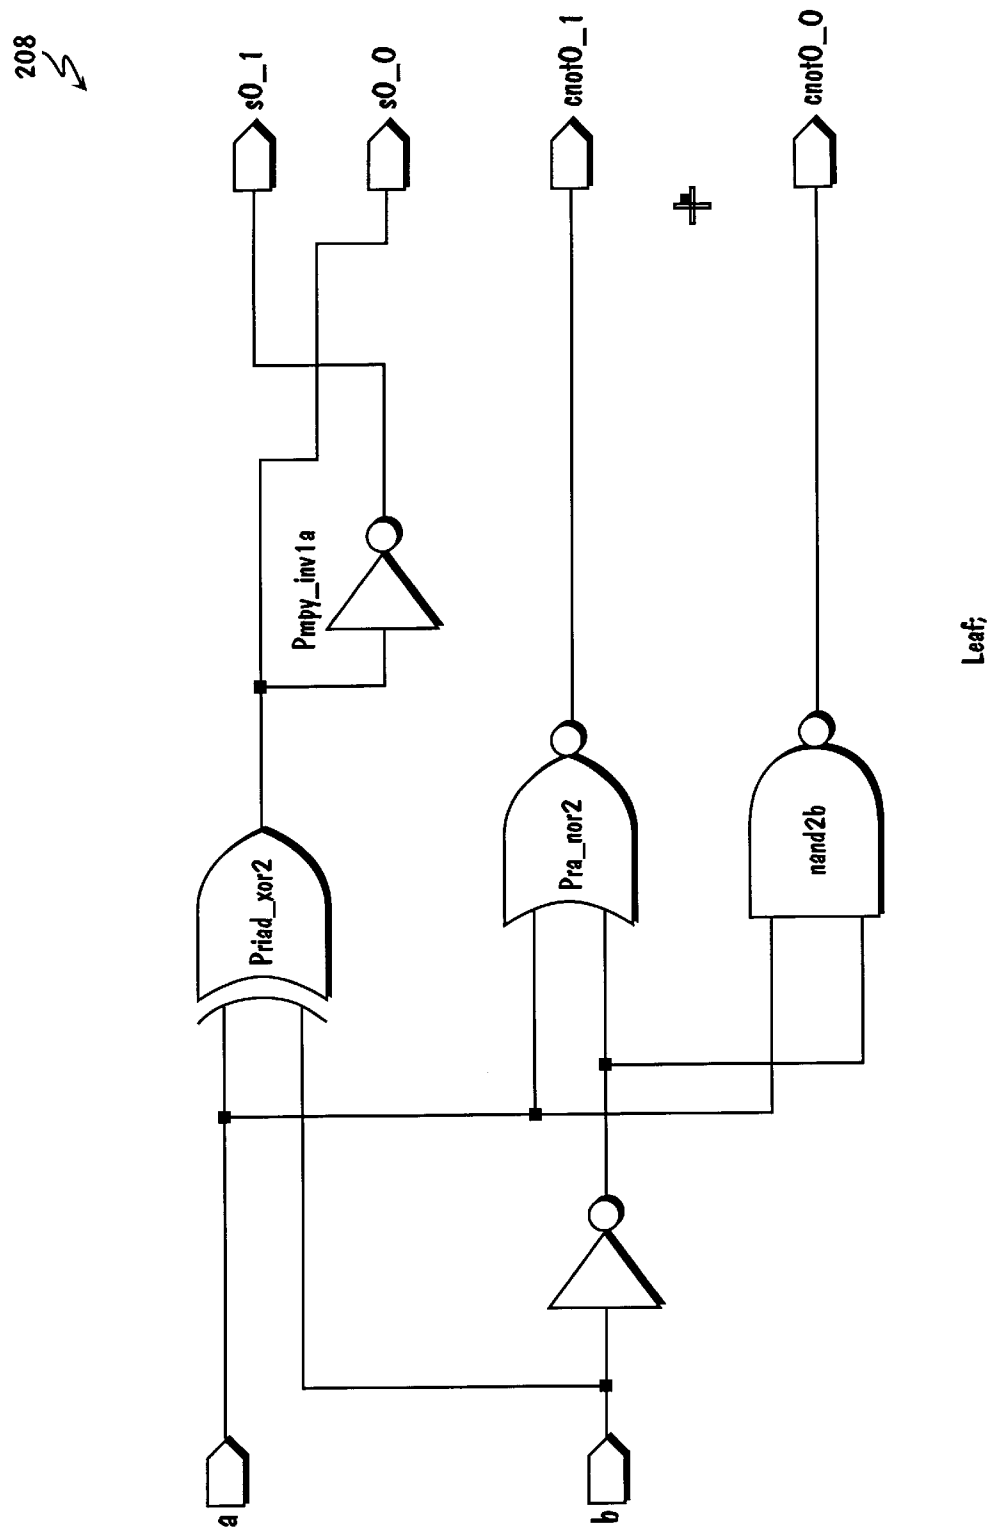 208
s0_1
s0_0
cnot0_1
cnot0_0
Pmpy_inv1a
Priad_xor2
Pra_nor2
nand2b
a
b
Leaf;